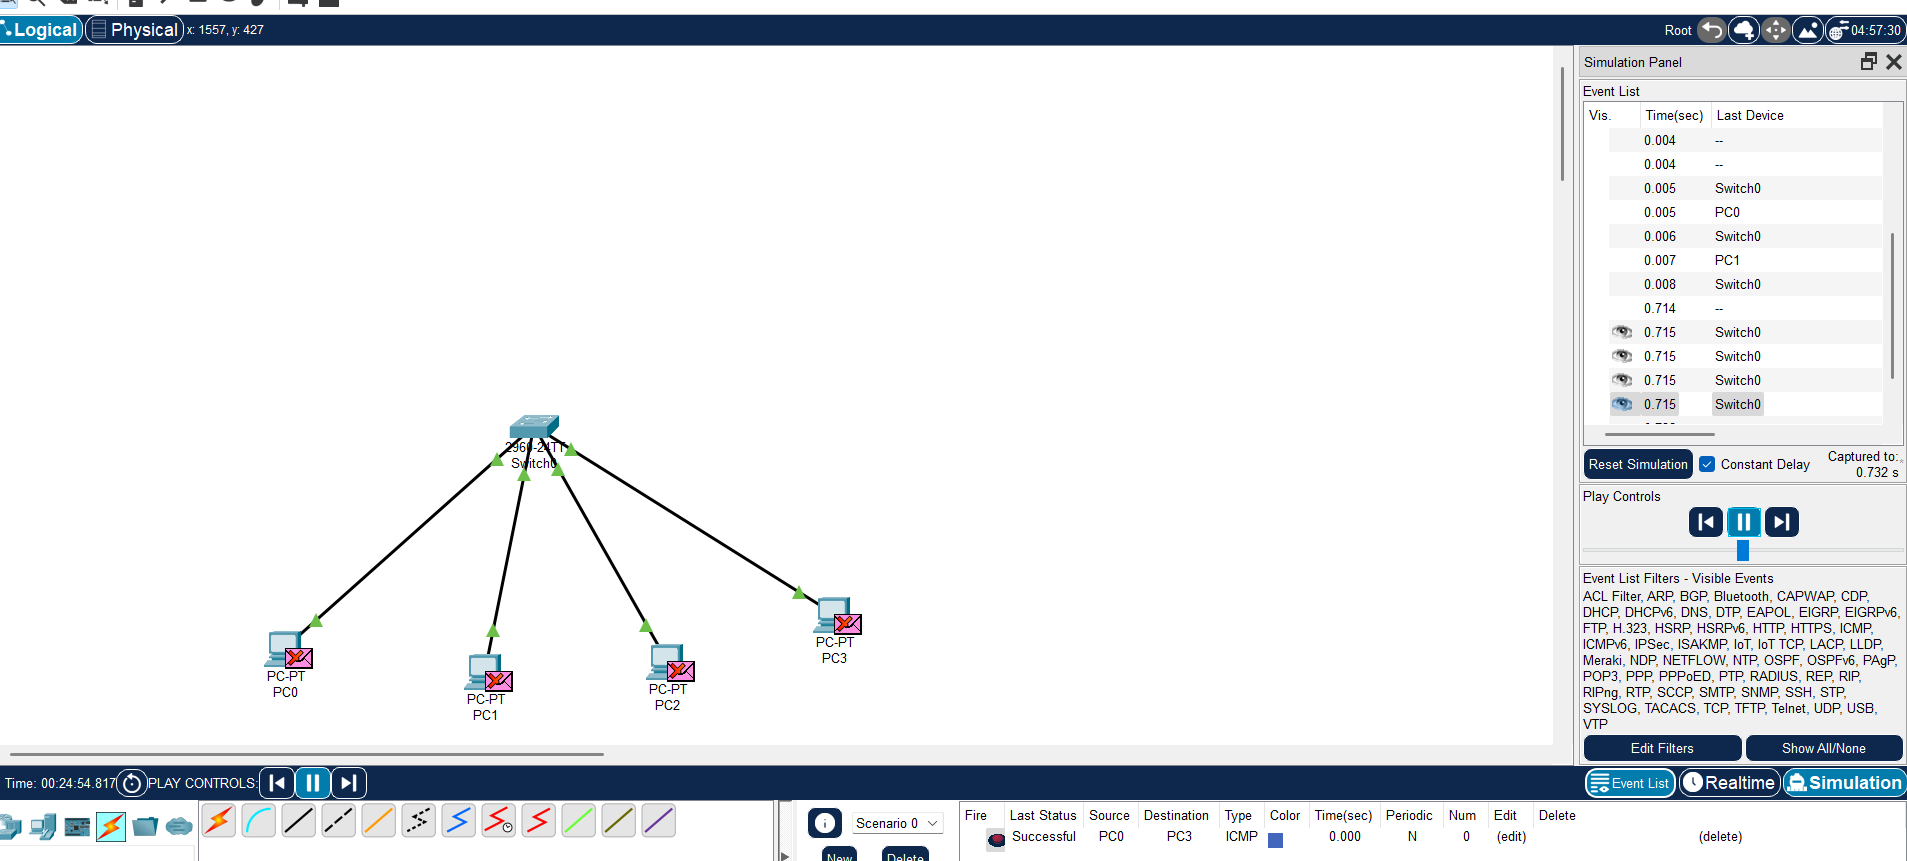 Logical Physical x: 1557, y: 427 Root 04:57:30
Simulation Panel
Event List
Vis. Time(sec) Last Device
0.004 --
0.004 --
0.005 Switch0
0.005 PC0
0.006 Switch0
0.007 PC1
0.008 Switch0
0.714 --
0.715 Switch0
0.715 Switch0
0.715 Switch0
0.715 Switch0
Reset Simulation Constant Delay Captured to:
0.732 s
Play Controls
2960-24TT
Switch0
PC-PT
PC0
PC-PT
PC1
PC-PT
PC2
PC-PT
PC3
Event List Filters - Visible Events
ACL Filter, ARP, BGP, Bluetooth, CAPWAP, CDP,
DHCP, DHCPv6, DNS, DTP, EAPOL, EIGRP, EIGRPv6,
FTP, H.323, HSRP, HSRPv6, HTTP, HTTPS, ICMP,
ICMPv6, IPSec, ISAKMP, IoT, IoT TCP, LACP, LLDP,
Meraki, NDP, NETFLOW, NTP, OSPF, OSPFv6, PAgP,
POP3, PPP, PPPoED, PTP, RADIUS, REP, RIP,
RIPng, RTP, SCCP, SMTP, SNMP, SSH, STP,
SYSLOG, TACACS, TCP, TFTP, Telnet, UDP, USB,
VTP
Edit Filters Show All/None
Time: 00:24:54.817 PLAY CONTROLS: Event List Realtime Simulation
Scenario 0
New Delete
Fire Last Status Source Destination Type Color Time(sec) Periodic Num Edit Delete
Successful PC0 PC3 ICMP 0.000 N 0 (edit) (delete)